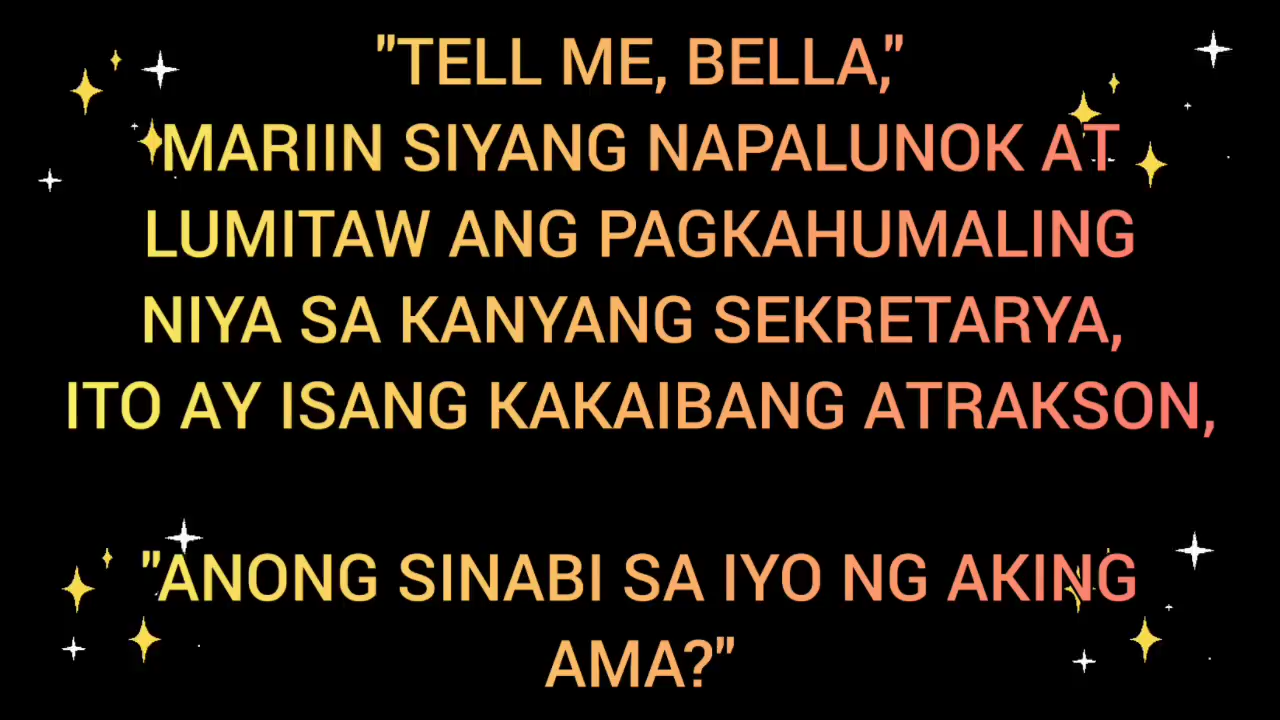 "TELL ME, BELLA,"
MARIIN SIYANG NAPALUNOK AT
LUMITAW ANG PAGKAHUMALING
NIYA SA KANYANG SEKRETARYA,
ITO AY ISANG KAKAIBANG ATRAKSON,
"ANONG SINABI SA IYO NG AKING
AMA?"